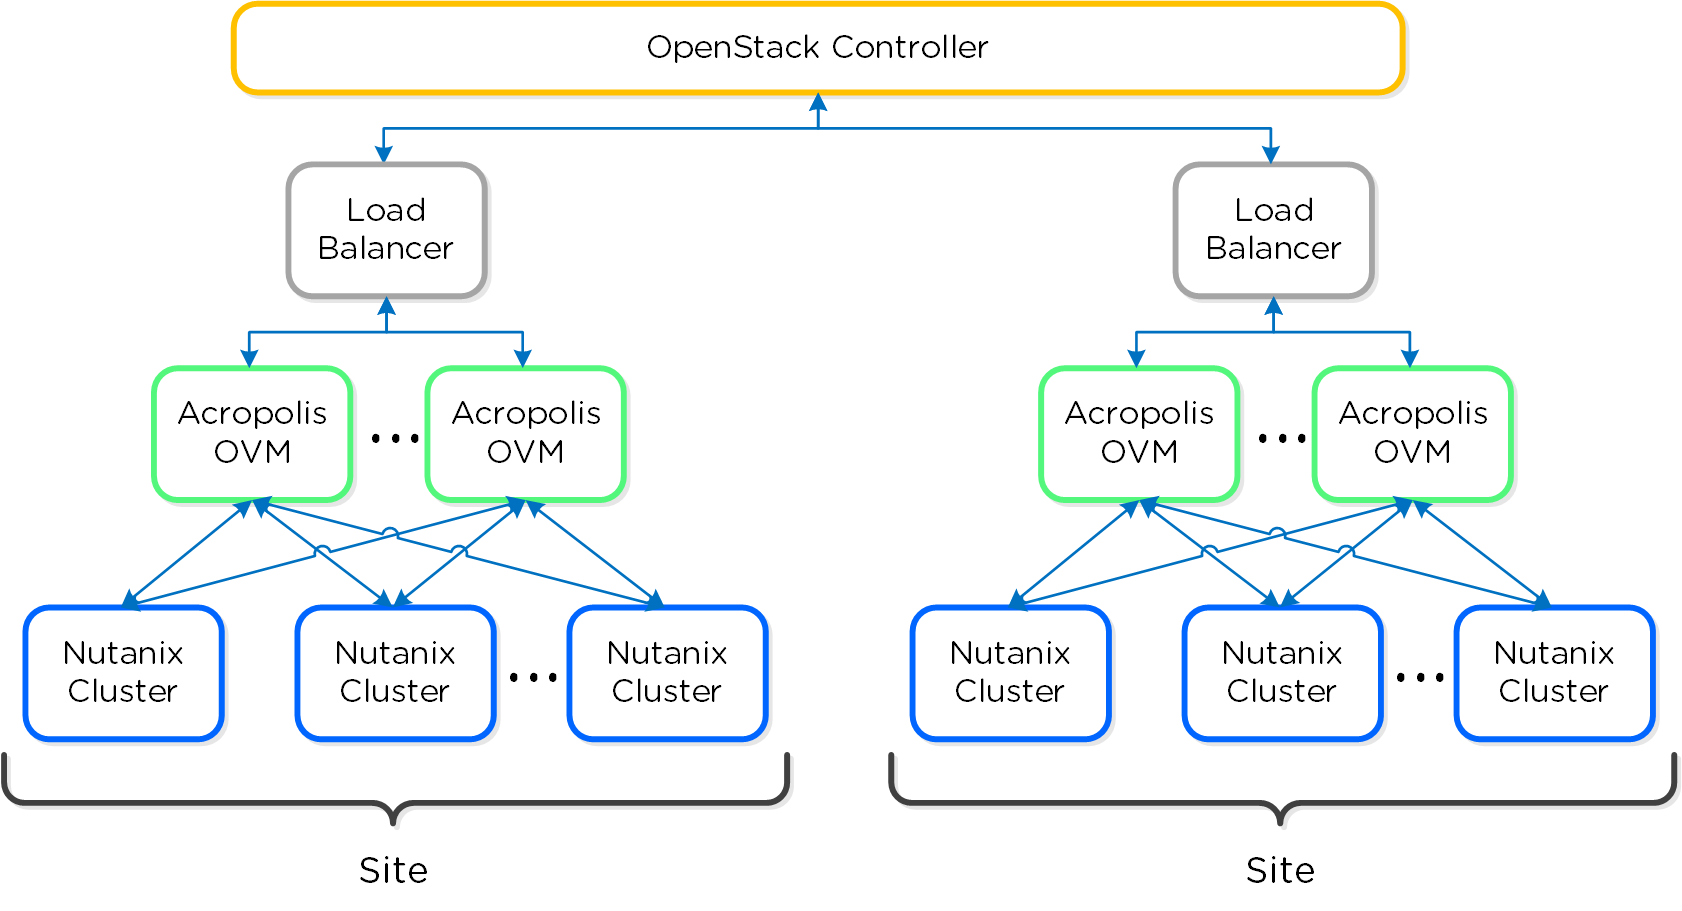 OpenStack Controller
Load
Balancer
Load
Balancer
Acropolis
OVM
...
Acropolis
OVM
Acropolis
OVM
...
Acropolis
OVM
Nutanix
Cluster
Nutanix
Cluster
...
Nutanix
Cluster
Nutanix
Cluster
Nutanix
Cluster
...
Nutanix
Cluster
Site
Site